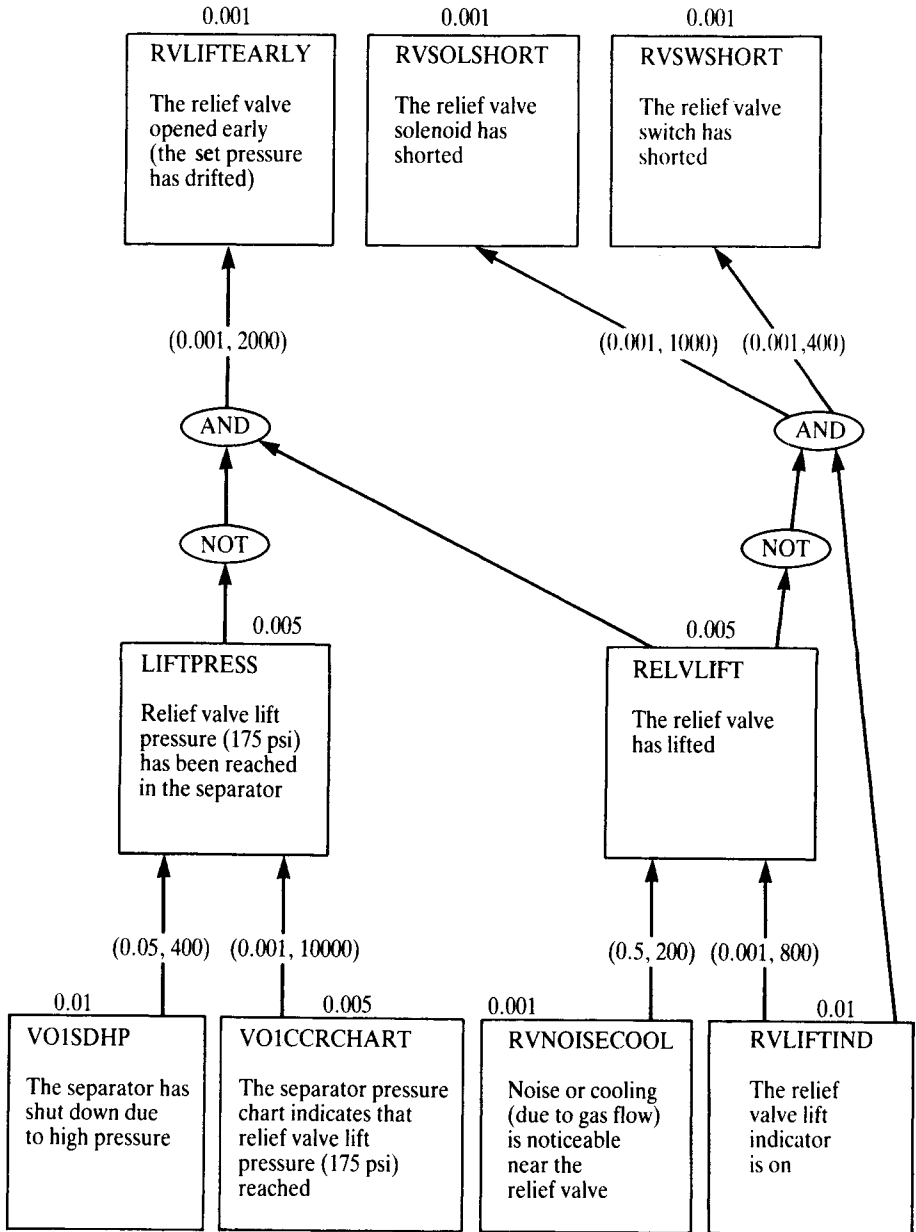 0.001
0.001
0.001
RVLIFTEARLY
The relief valve
opened early
(the set pressure
has drifted)
RVSOLSHORT
The relief valve
solenoid has
shorted
RVSWSHORT
The relief valve
switch has
shorted
(0.001, 2000)
(0.001, 1000)
(0.001,400)
AND
AND
NOT
NOT
0.005
0.005
LIFTPRESS
Relief valve lift
pressure (175 psi)
has been reached
in the separator
RELVLIFT
The relief valve
has lifted
(0.05, 400)
(0.001, 10000)
(0.5, 200)
(0.001, 800)
0.01
0.005
0.001
0.01
VO1SDHP
The separator has
shut down due
to high pressure
VO1CCRCHART
The separator pressure
chart indicates that
relief valve lift
pressure (175 psi)
reached
RVNOISECOOL
Noise or cooling
(due to gas flow)
is noticeable
near the
relief valve
RVLIFTIND
The relief
valve lift
indicator
is on